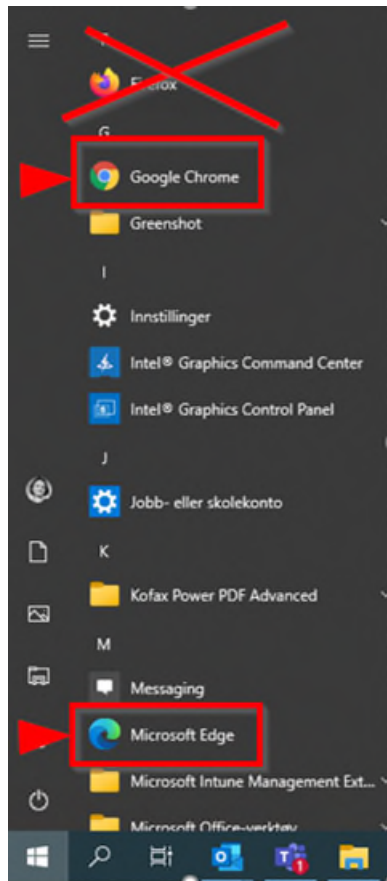 F
Firefox
G
Google Chrome
Greenshot
I
Innstillinger
Intel® Graphics Command Center
Intel® Graphics Control Panel
J
Jobb- eller skolekonto
K
Kofax Power PDF Advanced
M
Messaging
Microsoft Edge
Microsoft Intune Management Ext...
Microsoft Office-verktøy